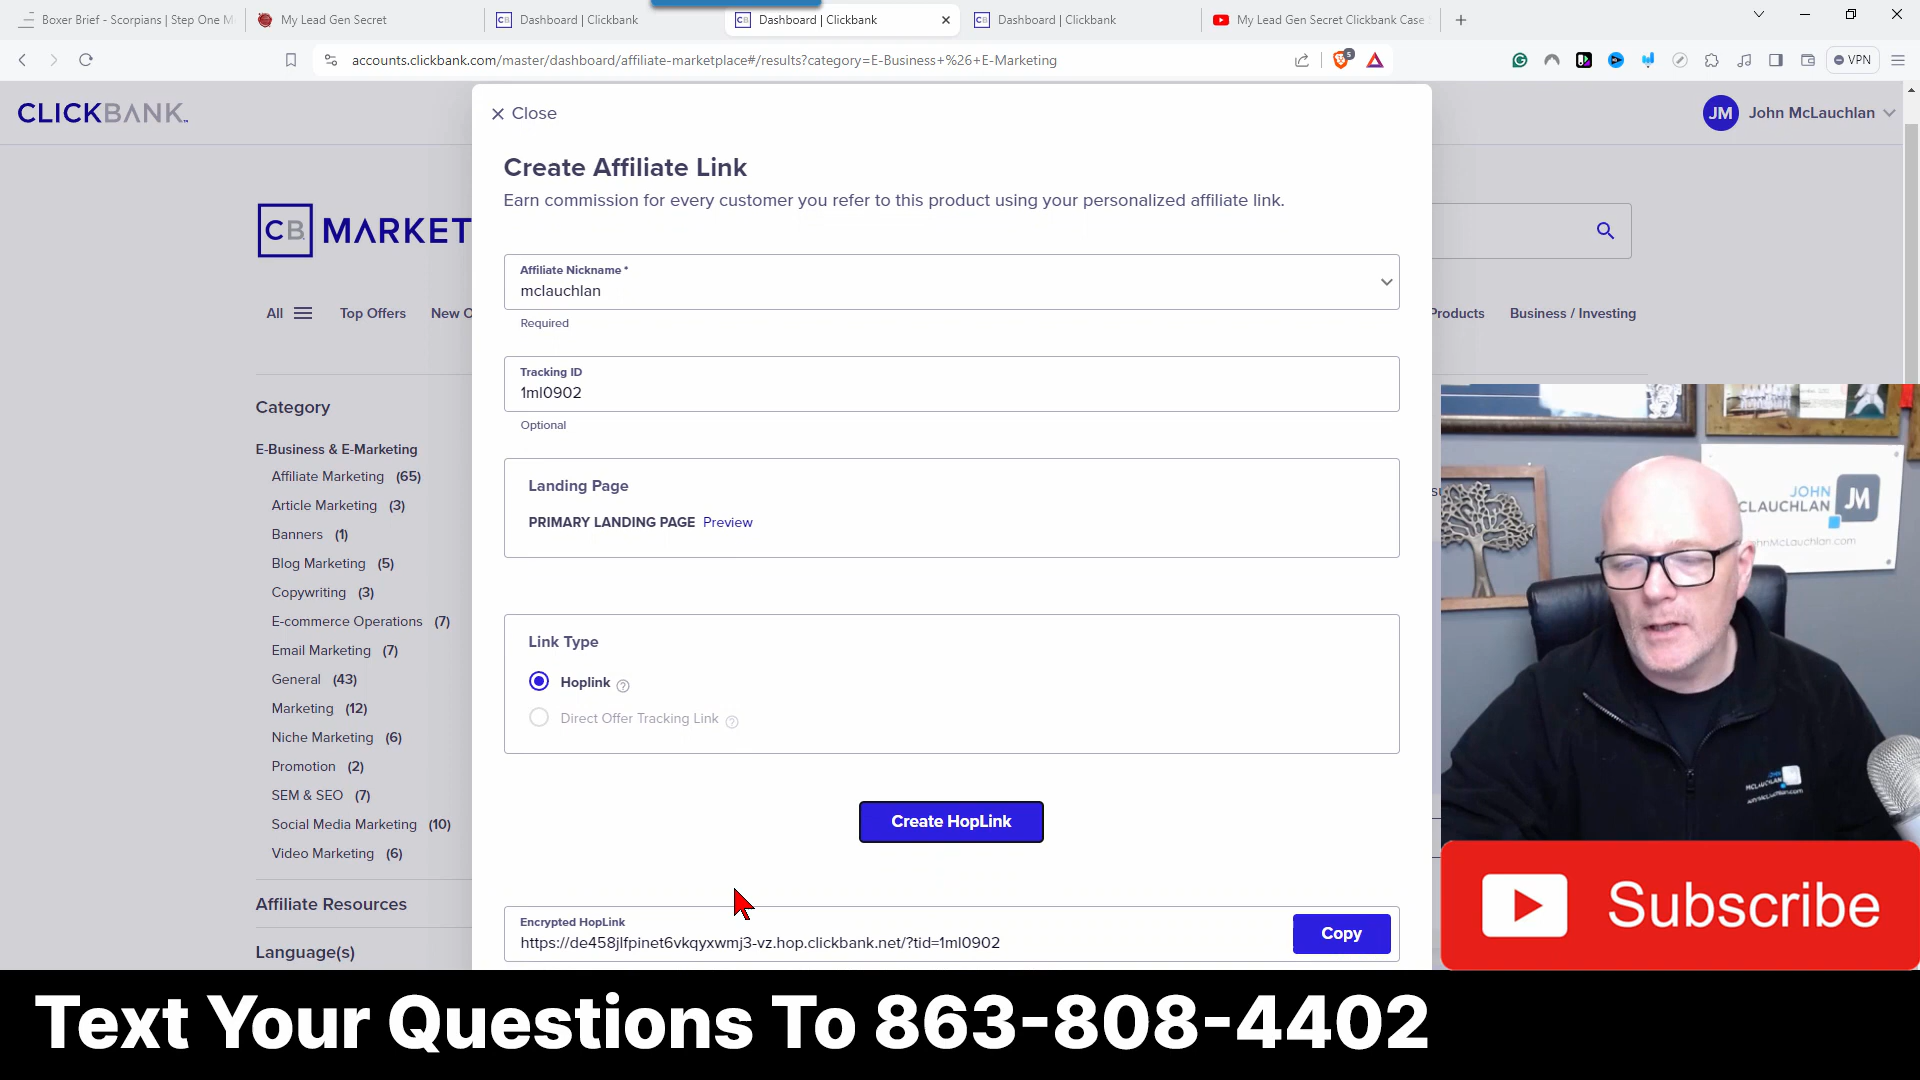 Boxer Brief - Scorpians | Step One M
My Lead Gen Secret
Dashboard | Clickbank
Dashboard | Clickbank
Dashboard | Clickbank
My Lead Gen Secret Clickbank Case
accounts.clickbank.com/master/dashboard/affiliate-marketplace#/results?category=E-Business+%26+E-Marketing
5
VPN
CLICKBANK
Close
JM
John McLauchlan
Create Affiliate Link
Earn commission for every customer you refer to this product using your personalized affiliate link.
CB MARKET
Affiliate Nickname *
mclauchlan
Required
All
Top Offers
New O
Products
Business / Investing
Tracking ID
1ml0902
Optional
Category
E-Business & E-Marketing
Affiliate Marketing (65)
Article Marketing (3)
Banners (1)
Blog Marketing (5)
Copywriting (3)
E-commerce Operations (7)
Email Marketing (7)
General (43)
Marketing (12)
Niche Marketing (6)
Promotion (2)
SEM & SEO (7)
Social Media Marketing (10)
Video Marketing (6)
Affiliate Resources
Language(s)
Landing Page
PRIMARY LANDING PAGE Preview
Link Type
Hoplink
Direct Offer Tracking Link
Create HopLink
Encrypted HopLink
https://de458jlfpinet6vkqyxwmj3-vz.hop.clickbank.net/?tid=1ml0902
Copy
JOHN
CLAUCHLAN
JM
hnMcLauchlan.com
Subscribe
Text Your Questions To 863-808-4402